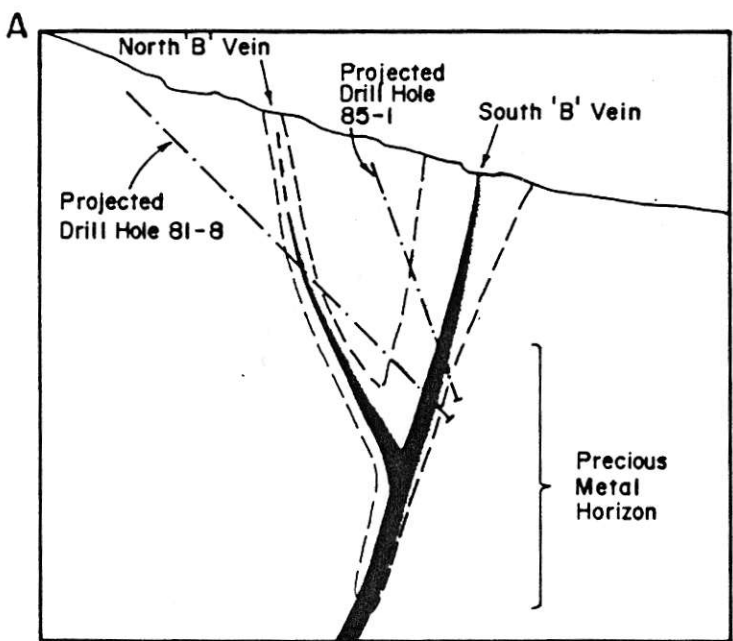 A
North 'B' Vein
Projected
Drill Hole
85-1
South 'B' Vein
Projected
Drill Hole 81-8
Precious
Metal
Horizon